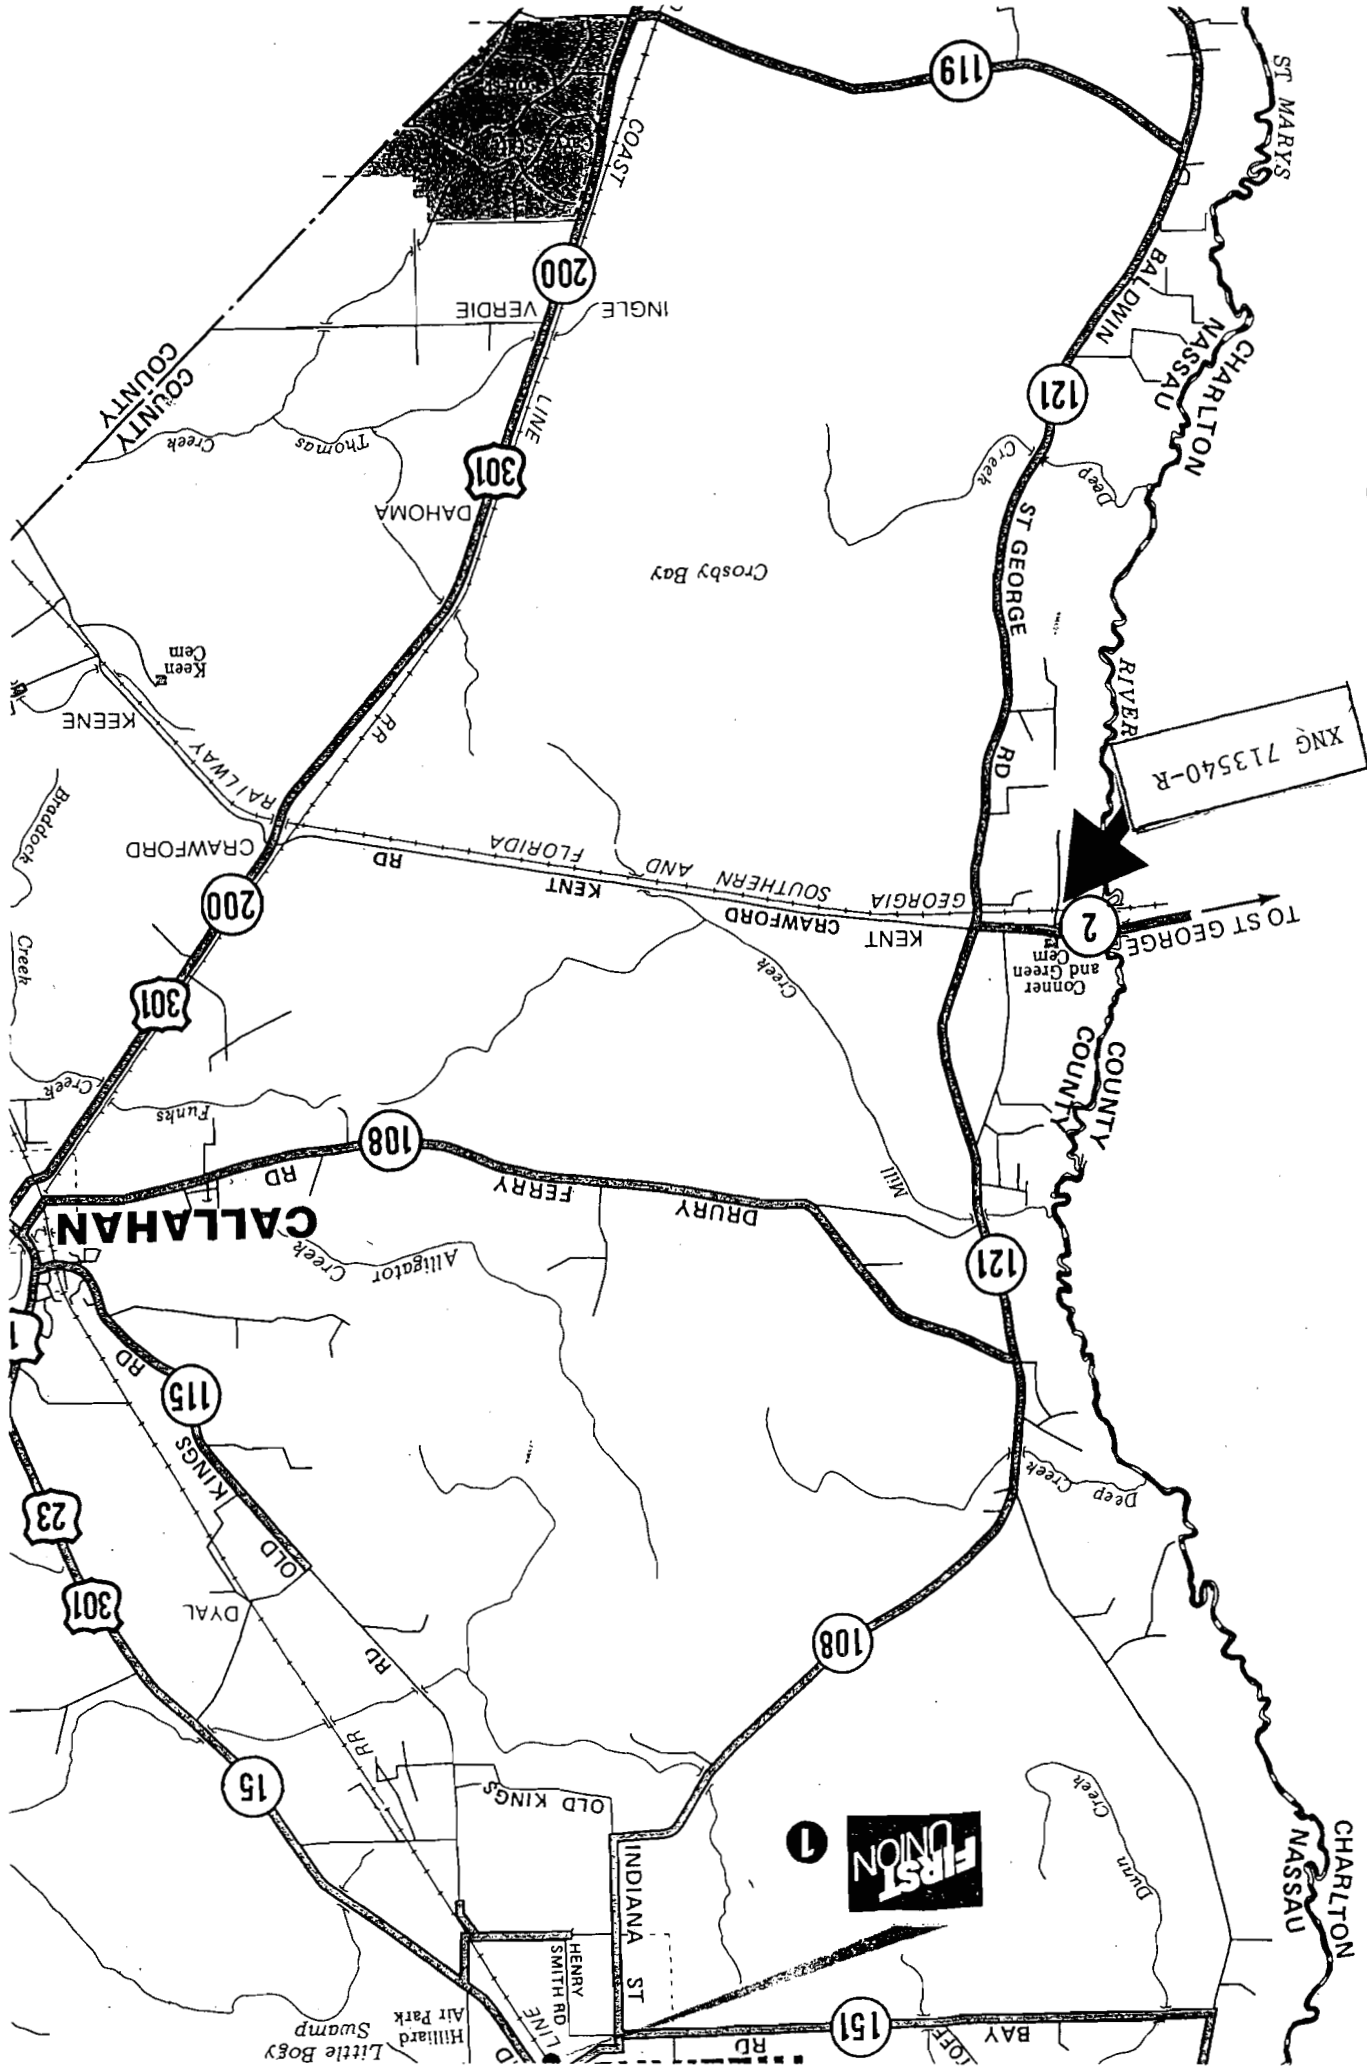 ST MARYS
119
COAST
200
INGLE
VERDIE
BALDWIN
CHARLTON
NASSAU
COUNTY
COUNTY
121
LINE
Thomas
Creek
301
Deep
Creek
DAHOMA
ST GEORGE
Crosby Bay
Keen
Cem
RIVER
KEENE
RR
RD
XNG 713540-R
RAILWAY
Braddock
CRAWFORD
RD
FLORIDA
AND
SOUTHERN
GEORGIA
KENT
CRAWFORD
KENT
200
2
TO ST GEORGE
Conner
and Green
Cem
Creek
Creek
301
COUNTY
COUNTY
Creek
Funks
108
RD
FERRY
DRURY
Mill
CALLAHAN
Alligator
Creek
121
1
RD
115
KINGS
Deep
Creek
23
OLD
301
DYAL
108
RD
RR
15
OLD KINGS
Creek
1
FIRST
UNION
Dunn
CHARLTON
NASSAU
INDIANA ST
HENRY
SMITH RD
LINE
Hilliard
Air Park
Little Bogy
Swamp
151
RD
BAY